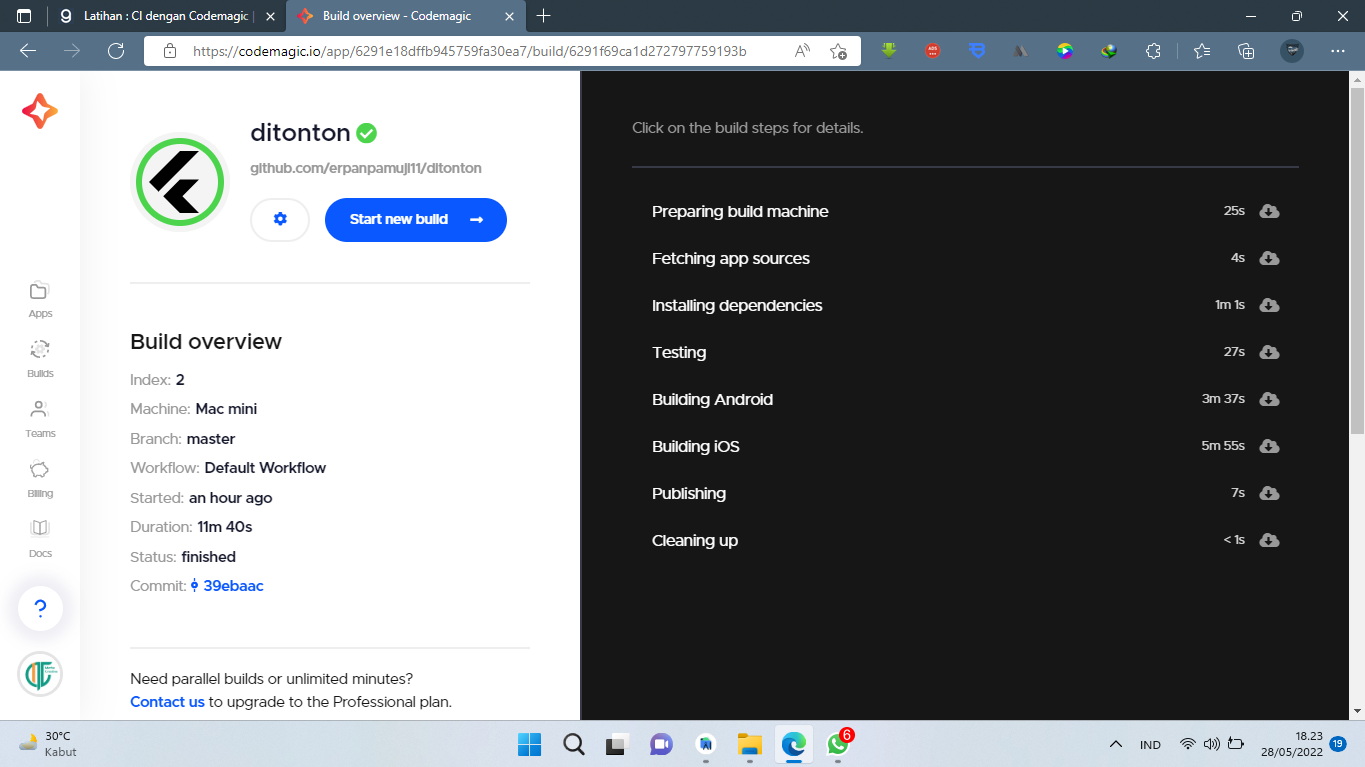 Latihan : CI dengan Codemagic |
Build overview - Codemagic
https://codemagic.io/app/6291e18dffb945759fa30ea7/build/6291f69ca1d272797759193b
ditonton
github.com/erpanpamuji11/ditonton
Start new build
Apps
Builds
Teams
Billing
Docs
?
Build overview
Index: 2
Machine: Mac mini
Branch: master
Workflow: Default Workflow
Started: an hour ago
Duration: 11m 40s
Status: finished
Commit: 39ebaac
Need parallel builds or unlimited minutes?
Contact us to upgrade to the Professional plan.
Click on the build steps for details.
Preparing build machine 25s
Fetching app sources 4s
Installing dependencies 1m 1s
Testing 27s
Building Android 3m 37s
Building iOS 5m 55s
Publishing 7s
Cleaning up < 1s
30°C
Kabut
6
IND
18.23
28/05/2022
19